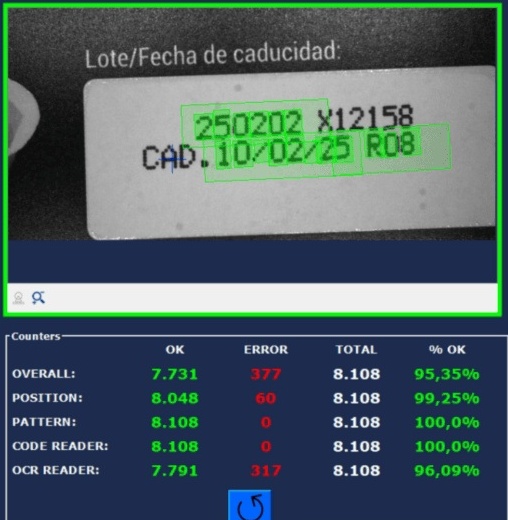 Lote/Fecha de caducidad:
250202 X12158
CAD.10/02/25 R08
Counters
OK ERROR TOTAL % OK
OVERALL: 7.731 377 8.108 95,35%
POSITION: 8.048 60 8.108 99,25%
PATTERN: 8.108 0 8.108 100,0%
CODE READER: 8.108 0 8.108 100,0%
OCR READER: 7.791 317 8.108 96,09%